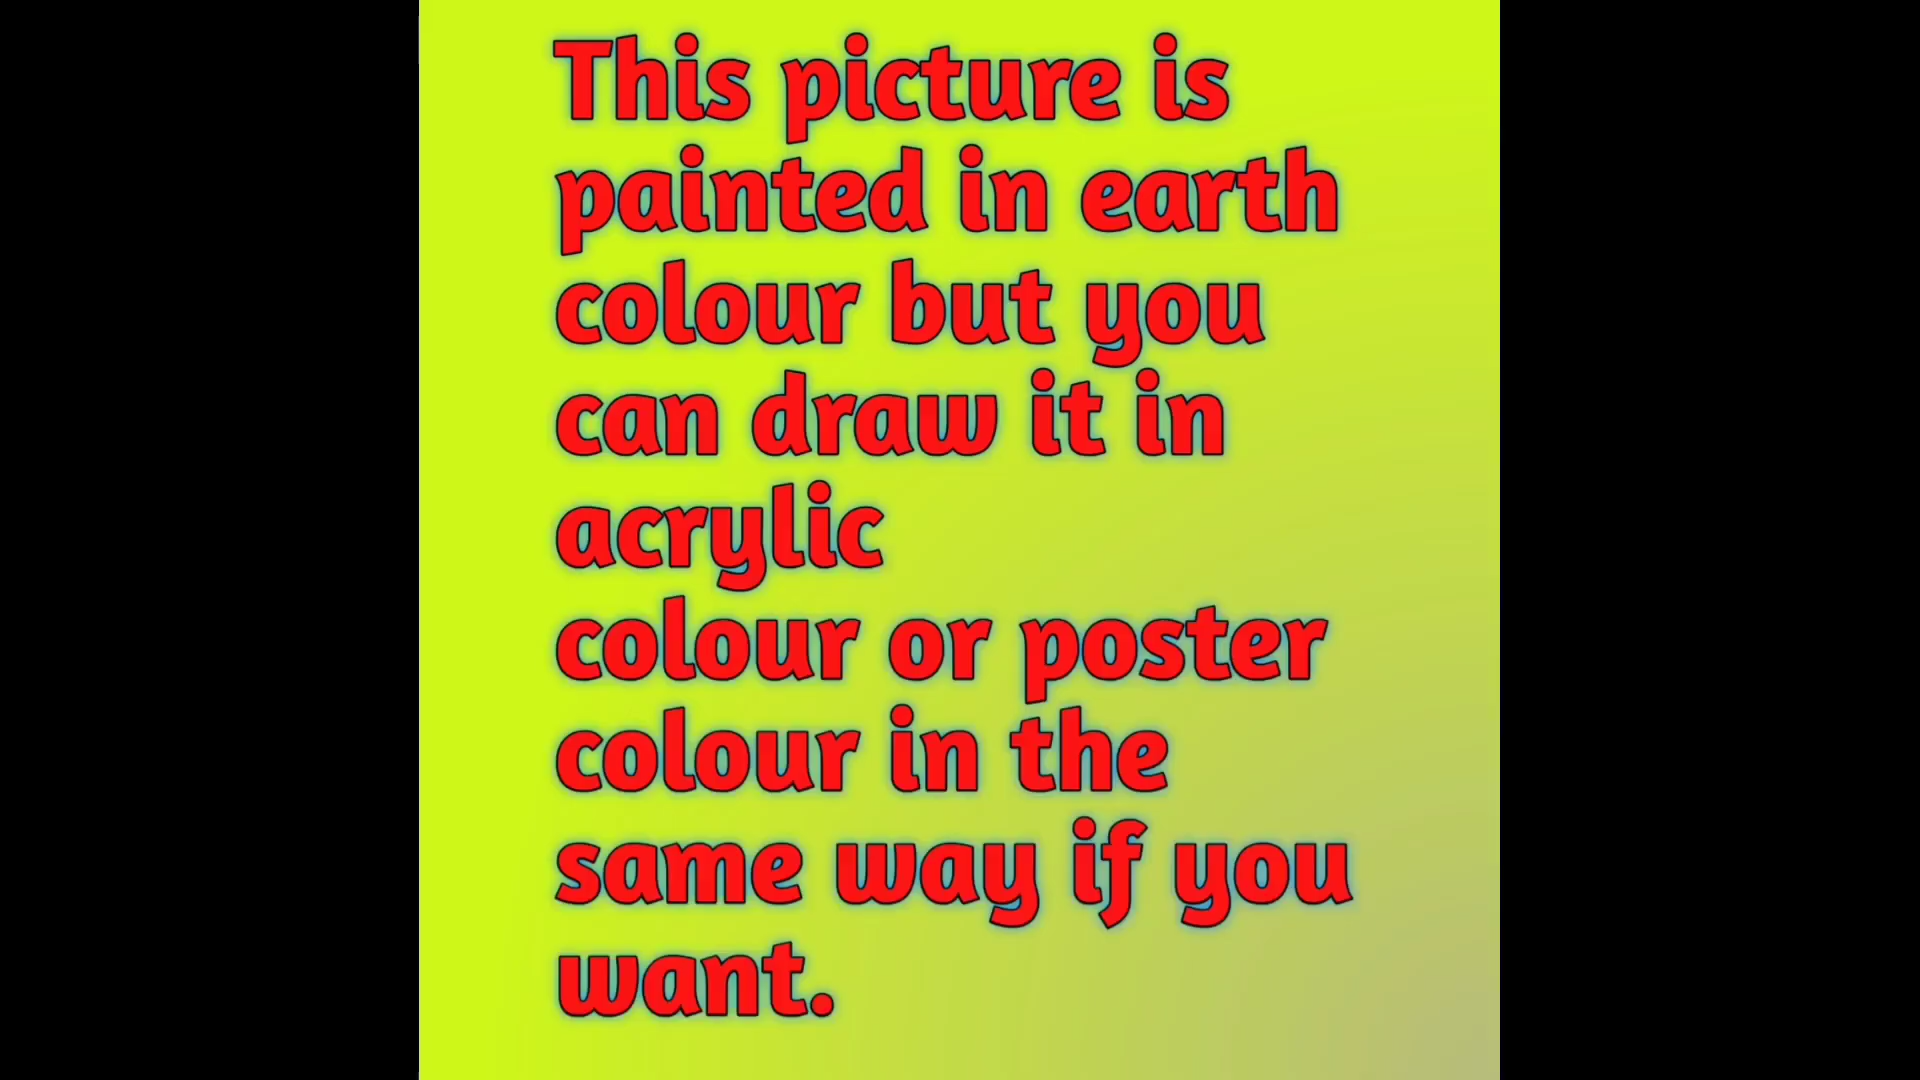 This picture is
painted in earth
colour but you
can draw it in
acrylic
colour or poster
colour in the
same way if you
want.